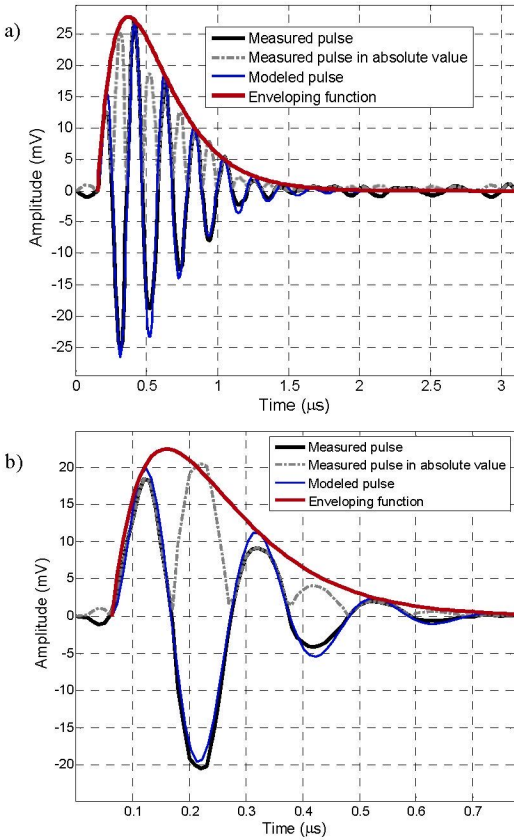 a)
Measured pulse
Measured pulse in absolute value
Modeled pulse
Enveloping function
Amplitude (mV)
25
20
15
10
5
0
-5
-10
-15
-20
-25
0 0.5 1 1.5 2 2.5 3
Time (μs)
b)
Measured pulse
Measured pulse in absolute value
Modeled pulse
Enveloping function
Amplitude (mV)
20
15
10
5
0
-5
-10
-15
-20
0.1 0.2 0.3 0.4 0.5 0.6 0.7
Time (μs)